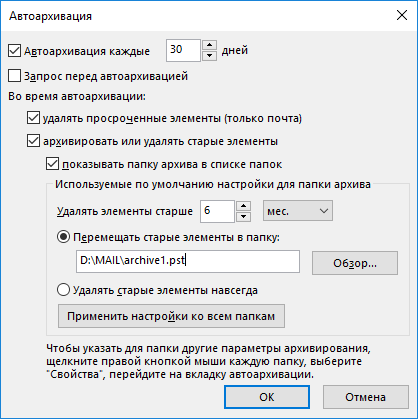 Автоархивация
Автоархивация каждые 30 дней
Запрос перед автоархивацией
Во время автоархивации:
удалять просроченные элементы (только почта)
архивировать или удалять старые элементы
показывать папку архива в списке папок
Используемые по умолчанию настройки для папки архива
Удалять элементы старше 6 мес.
Перемещать старые элементы в папку:
D:\MAIL\archive1.pst Обзор...
Удалять старые элементы навсегда
Применить настройки ко всем папкам
Чтобы указать для папки другие параметры архивирования,
щелкните правой кнопкой мыши каждую папку, выберите
"Свойства", перейдите на вкладку автоархивации.
ОК Отмена